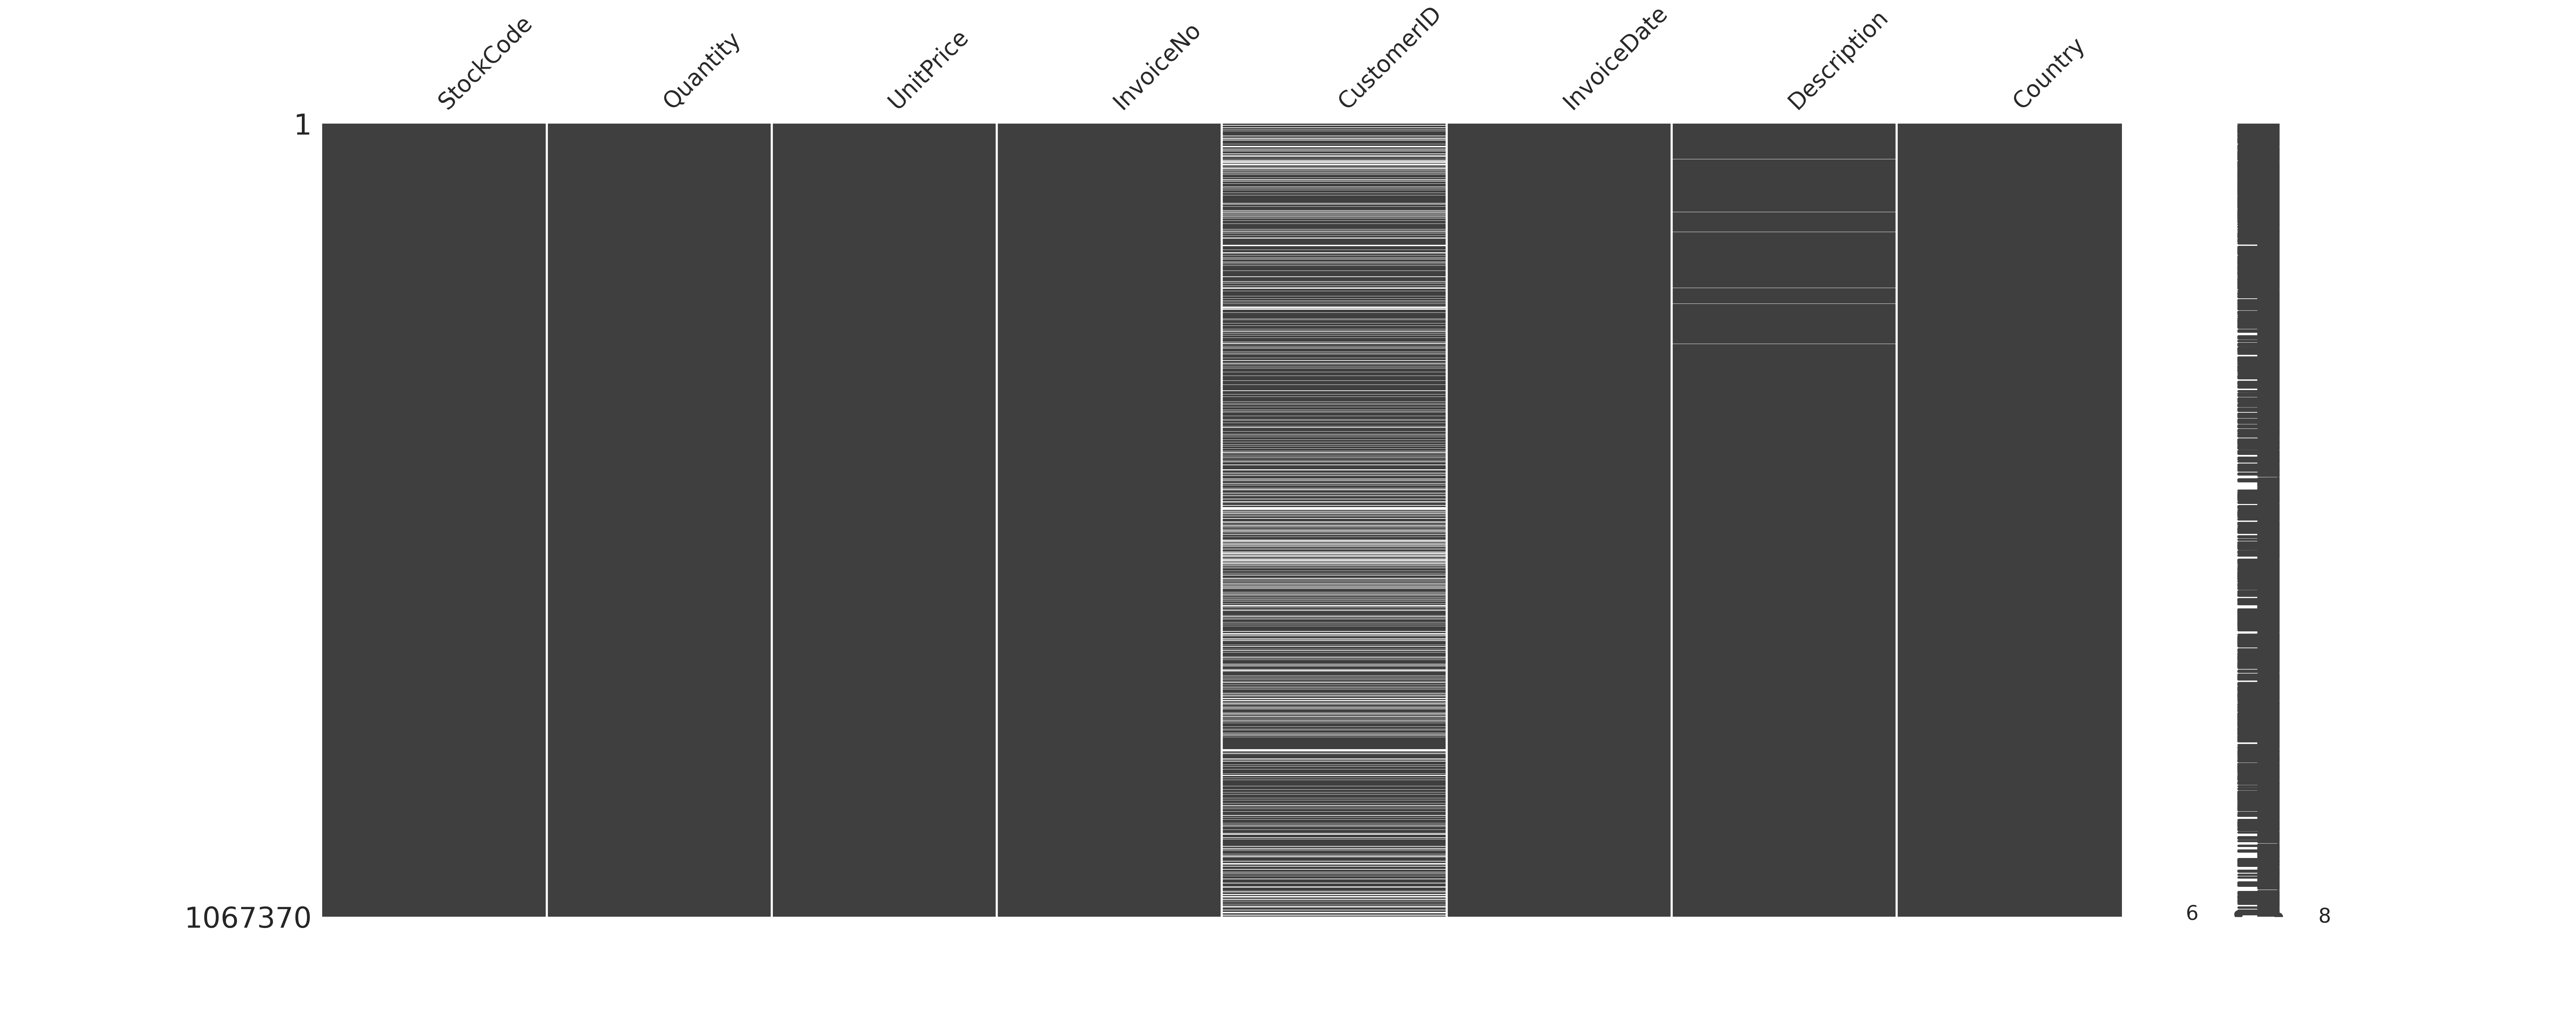 StockCode
Quantity
UnitPrice
InvoiceNo
CustomerID
InvoiceDate
Description
Country
1
1067370
6
8